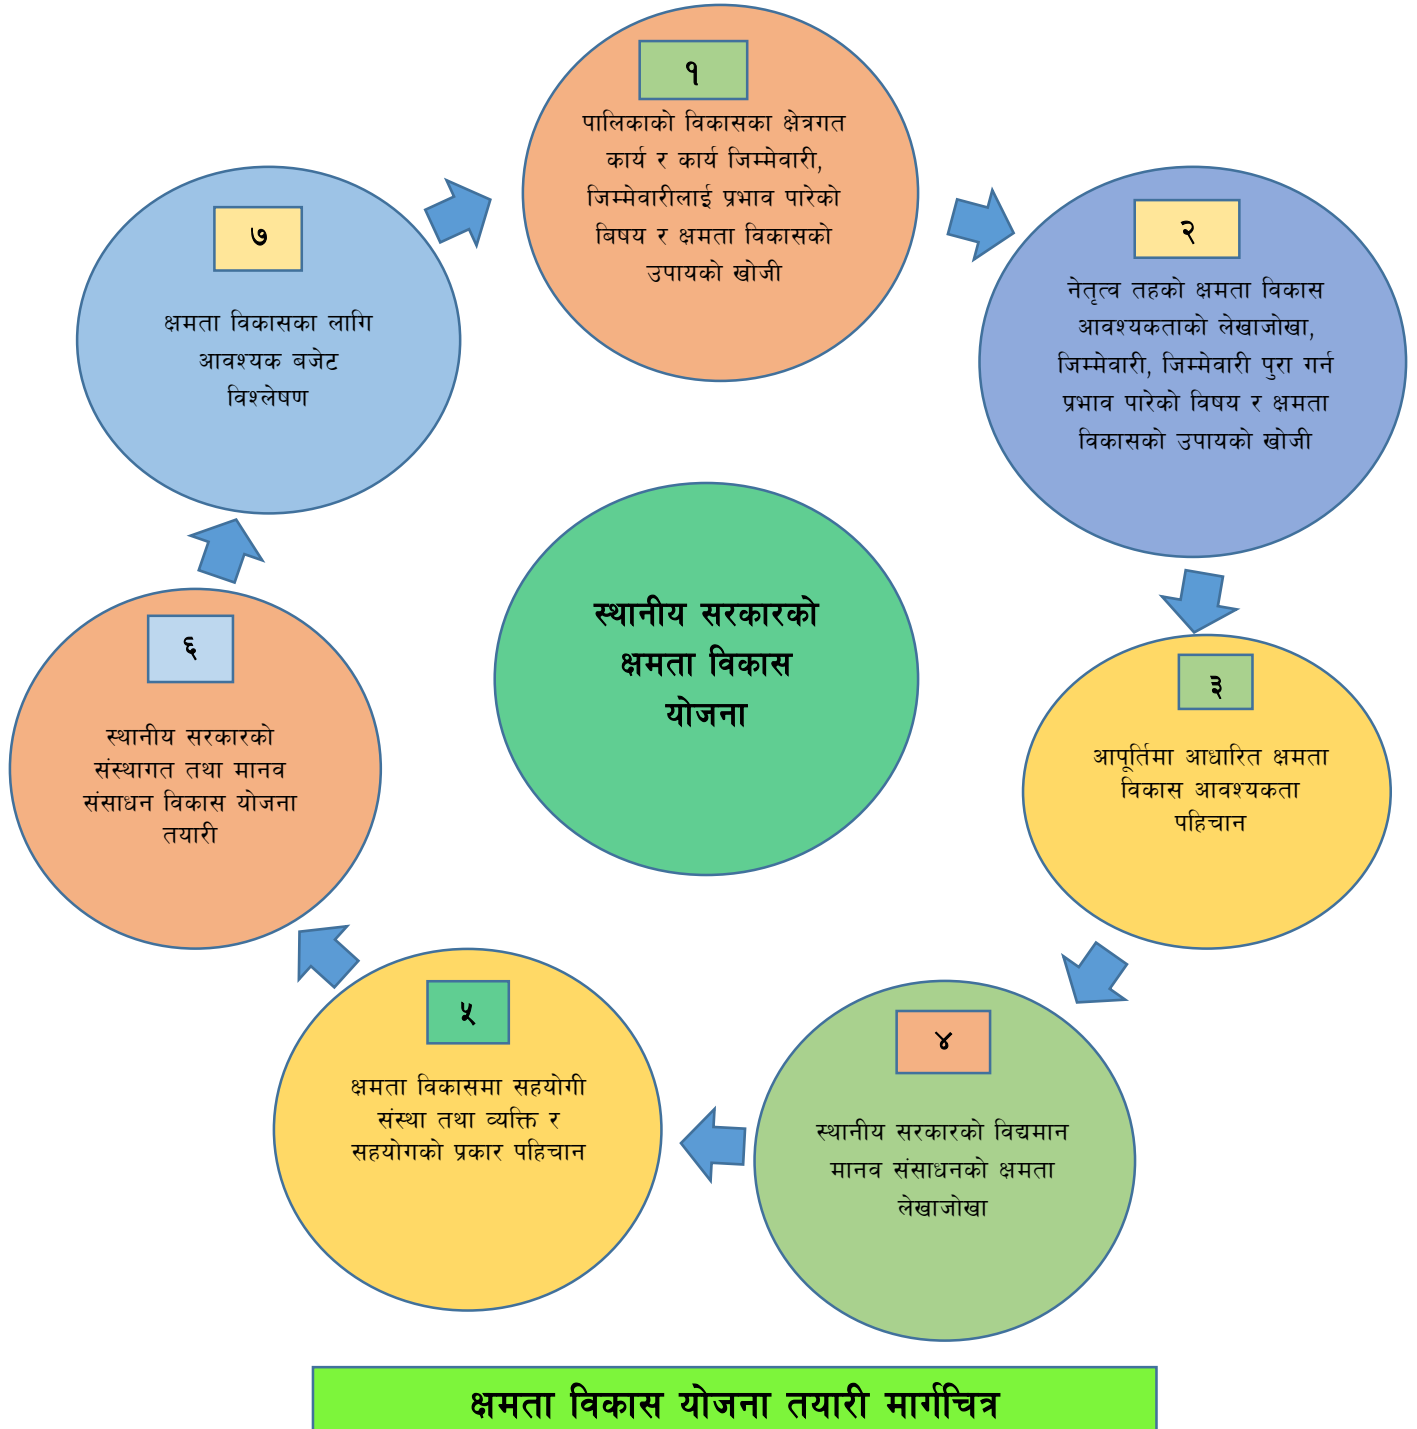 १
पालिकाको विकासका क्षेत्रगत
कार्य र कार्य जिम्मेवारी,
जिम्मेवारीलाई प्रभाव पारेको
बिषय र क्षमता विकासको
उपायको खोजी
२
नेतृत्व तहको क्षमता विकास
आवश्यकताको लेखाजोखा,
जिम्मेवारी, जिम्मेवारी पुरा गर्न
प्रभाव पारेको विषय र क्षमता
विकासको उपायको खोजी
३
आपूर्तिमा आधारित क्षमता
विकास आवश्यकता
पहिचान
४
स्थानीय सरकारको विद्यमान
मानव संसाधनको क्षमता
लेखाजोखा
५
क्षमता विकासमा सहयोगी
संस्था तथा व्यक्ति र
सहयोगको प्रकार पहिचान
६
स्थानीय सरकारको
संस्थागत तथा मानव
संसाधन विकास योजना
तयारी
७
क्षमता विकासका लागि
आवश्यक बजेट
विश्लेषण
स्थानीय सरकारको
क्षमता विकास
योजना
क्षमता विकास योजना तयारी मार्गचित्र